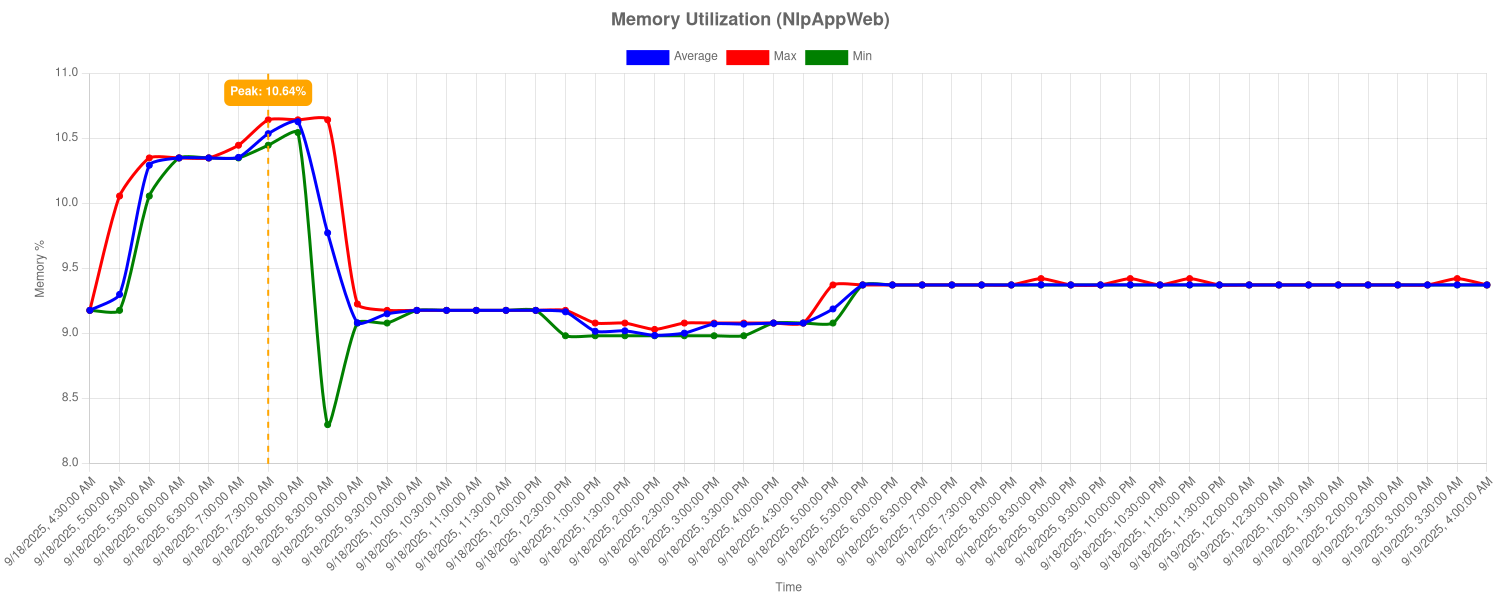 Memory Utilization (NlpAppWeb)
Average Max Min
Peak: 10.64%
11.0
10.5
10.0
9.5
9.0
8.5
8.0
Memory %
9/18/2025, 4:30:00 AM
9/18/2025, 5:00:00 AM
9/18/2025, 5:30:00 AM
9/18/2025, 6:00:00 AM
9/18/2025, 6:30:00 AM
9/18/2025, 7:00:00 AM
9/18/2025, 7:30:00 AM
9/18/2025, 8:00:00 AM
9/18/2025, 8:30:00 AM
9/18/2025, 9:00:00 AM
9/18/2025, 9:30:00 AM
9/18/2025, 10:00:00 AM
9/18/2025, 10:30:00 AM
9/18/2025, 11:00:00 AM
9/18/2025, 11:30:00 AM
9/18/2025, 12:00:00 PM
9/18/2025, 12:30:00 PM
9/18/2025, 1:00:00 PM
9/18/2025, 1:30:00 PM
9/18/2025, 2:00:00 PM
9/18/2025, 2:30:00 PM
9/18/2025, 3:00:00 PM
9/18/2025, 3:30:00 PM
9/18/2025, 4:00:00 PM
9/18/2025, 4:30:00 PM
9/18/2025, 5:00:00 PM
9/18/2025, 5:30:00 PM
9/18/2025, 6:00:00 PM
9/18/2025, 6:30:00 PM
9/18/2025, 7:00:00 PM
9/18/2025, 7:30:00 PM
9/18/2025, 8:00:00 PM
9/18/2025, 8:30:00 PM
9/18/2025, 9:00:00 PM
9/18/2025, 9:30:00 PM
9/18/2025, 10:00:00 PM
9/18/2025, 10:30:00 PM
9/18/2025, 11:00:00 PM
9/18/2025, 11:30:00 PM
9/19/2025, 12:00:00 AM
9/19/2025, 12:30:00 AM
9/19/2025, 1:00:00 AM
9/19/2025, 1:30:00 AM
9/19/2025, 2:00:00 AM
9/19/2025, 2:30:00 AM
9/19/2025, 3:00:00 AM
9/19/2025, 3:30:00 AM
9/19/2025, 4:00:00 AM
Time